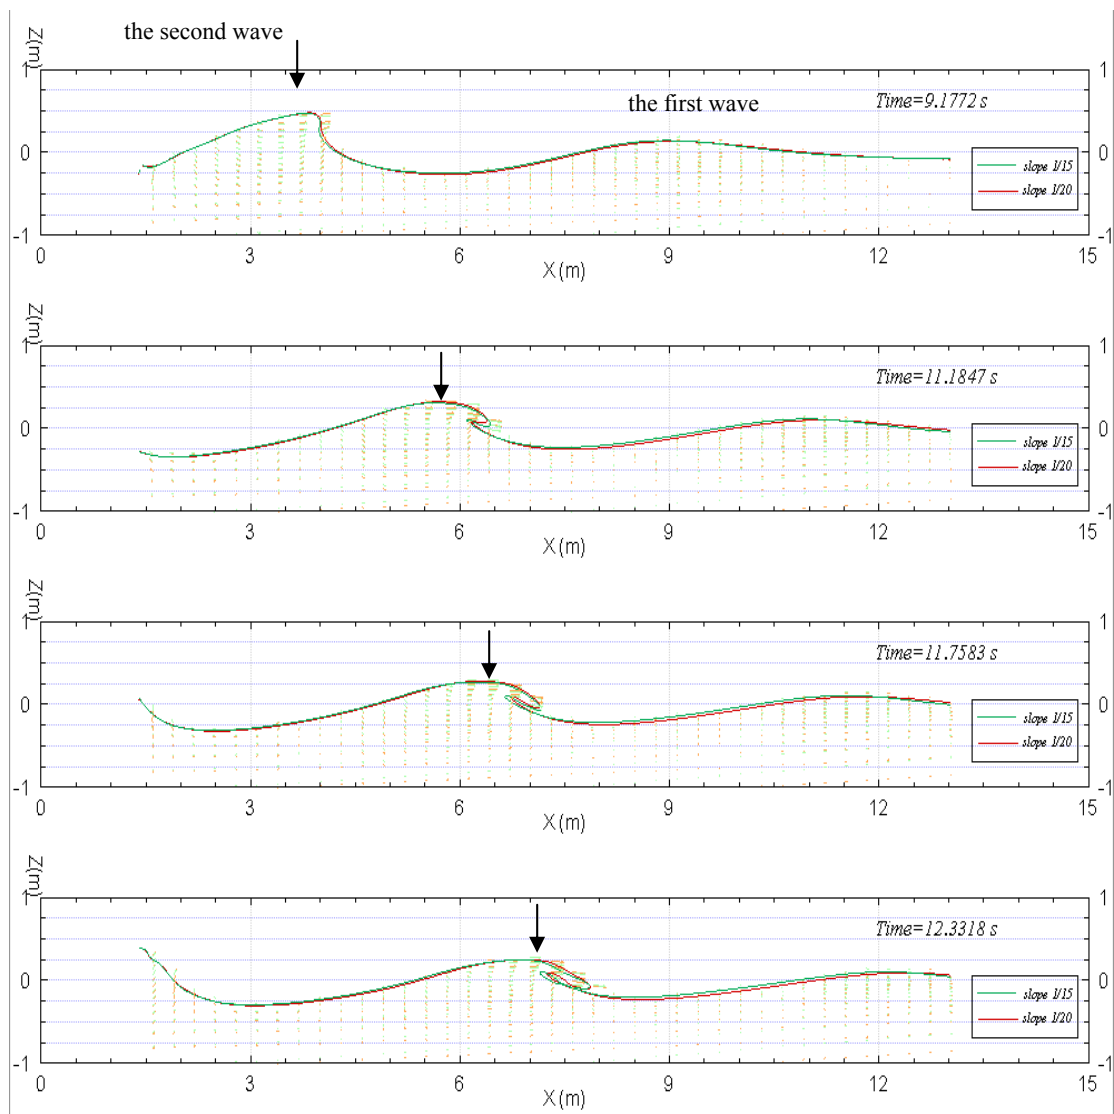 the second wave
Z(m)
1
1
the first wave
Time=9.1772 s
0
0
slope 1/15
slope 1/20
-1
-1
0
3
6
9
12
15
X(m)
Z(m)
1
1
Time=11.1847 s
0
0
slope 1/15
slope 1/20
-1
-1
0
3
6
9
12
15
X(m)
Z(m)
1
1
Time=11.7583 s
0
0
slope 1/15
slope 1/20
-1
-1
0
3
6
9
12
15
X(m)
Z(m)
1
1
Time=12.3318 s
0
0
slope 1/15
slope 1/20
-1
-1
0
3
6
9
12
15
X(m)